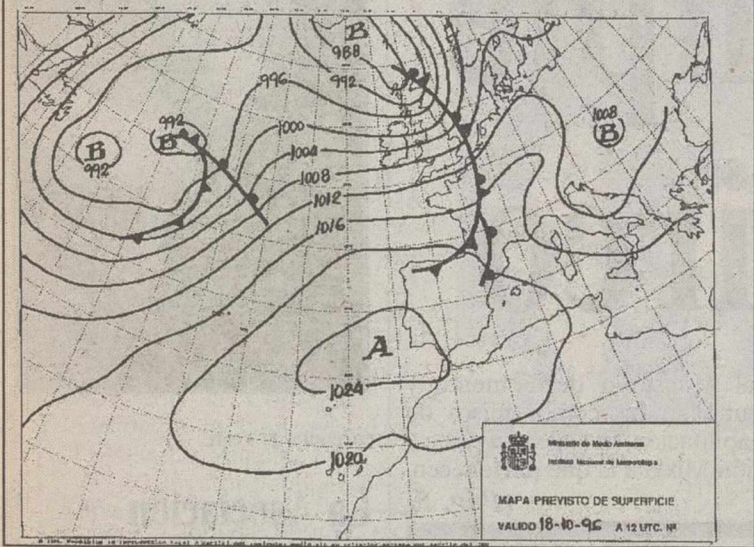 B
988
992
996
1000
1004
1008
1012
1016
B
992
992
B
1008
B
A
1024
1020
Ministerio de Medio Ambiente
Instituto Nacional de Meteorología
MAPA PREVISTO DE SUPERFICIE
VALIDO 18-10-96 A 12 UTC. Nº